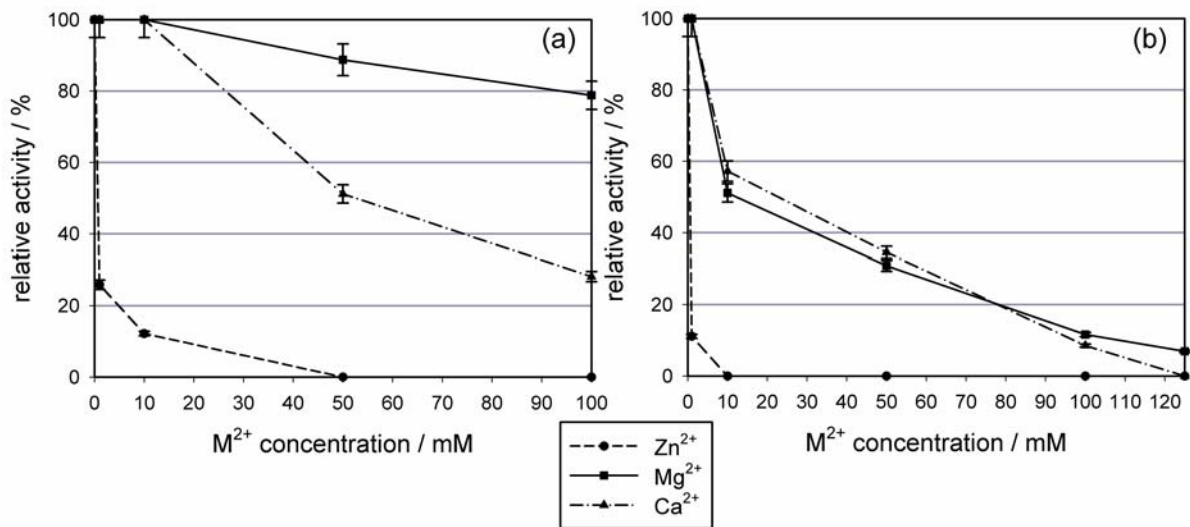 (a)
relative activity / %
100
80
60
40
20
0
0 10 20 30 40 50 60 70 80 90 100
M²⁺ concentration / mM
(b)
relative activity / %
100
80
60
40
20
0
0 10 20 30 40 50 60 70 80 90 100 120
M²⁺ concentration / mM
Zn²⁺
Mg²⁺
Ca²⁺